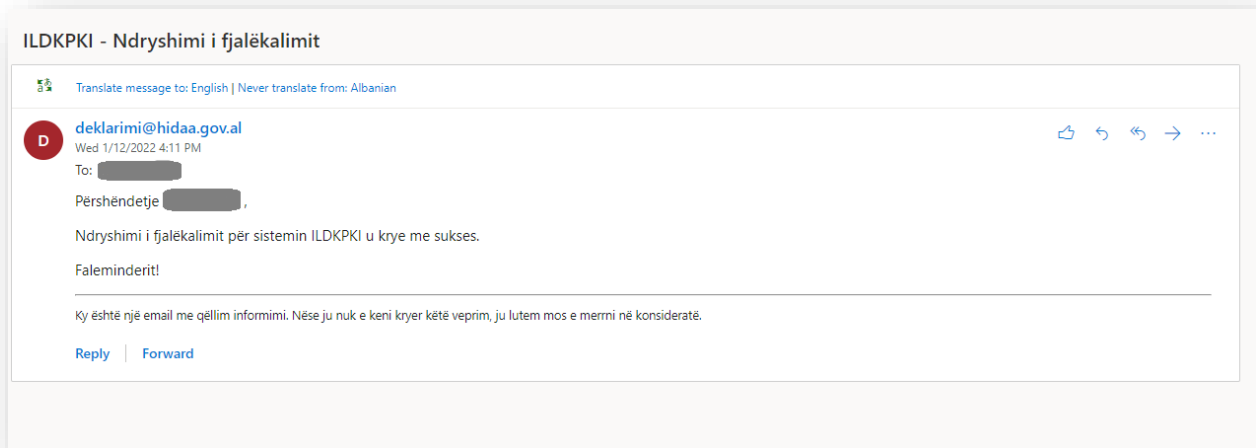 ILDKPKI - Ndryshimi i fjalëkalimit
Translate message to: English | Never translate from: Albanian
D
deklarimi@hidaa.gov.al
Wed 1/12/2022 4:11 PM
To:
Përshëndetje ,
Ndryshimi i fjalëkalimit për sistemin ILDKPKI u krye me sukses.
Faleminderit!
Ky është një email me qëllim informimi. Nëse ju nuk e keni kryer këtë veprim, ju lutem mos e merrni në konsideratë.
Reply | Forward